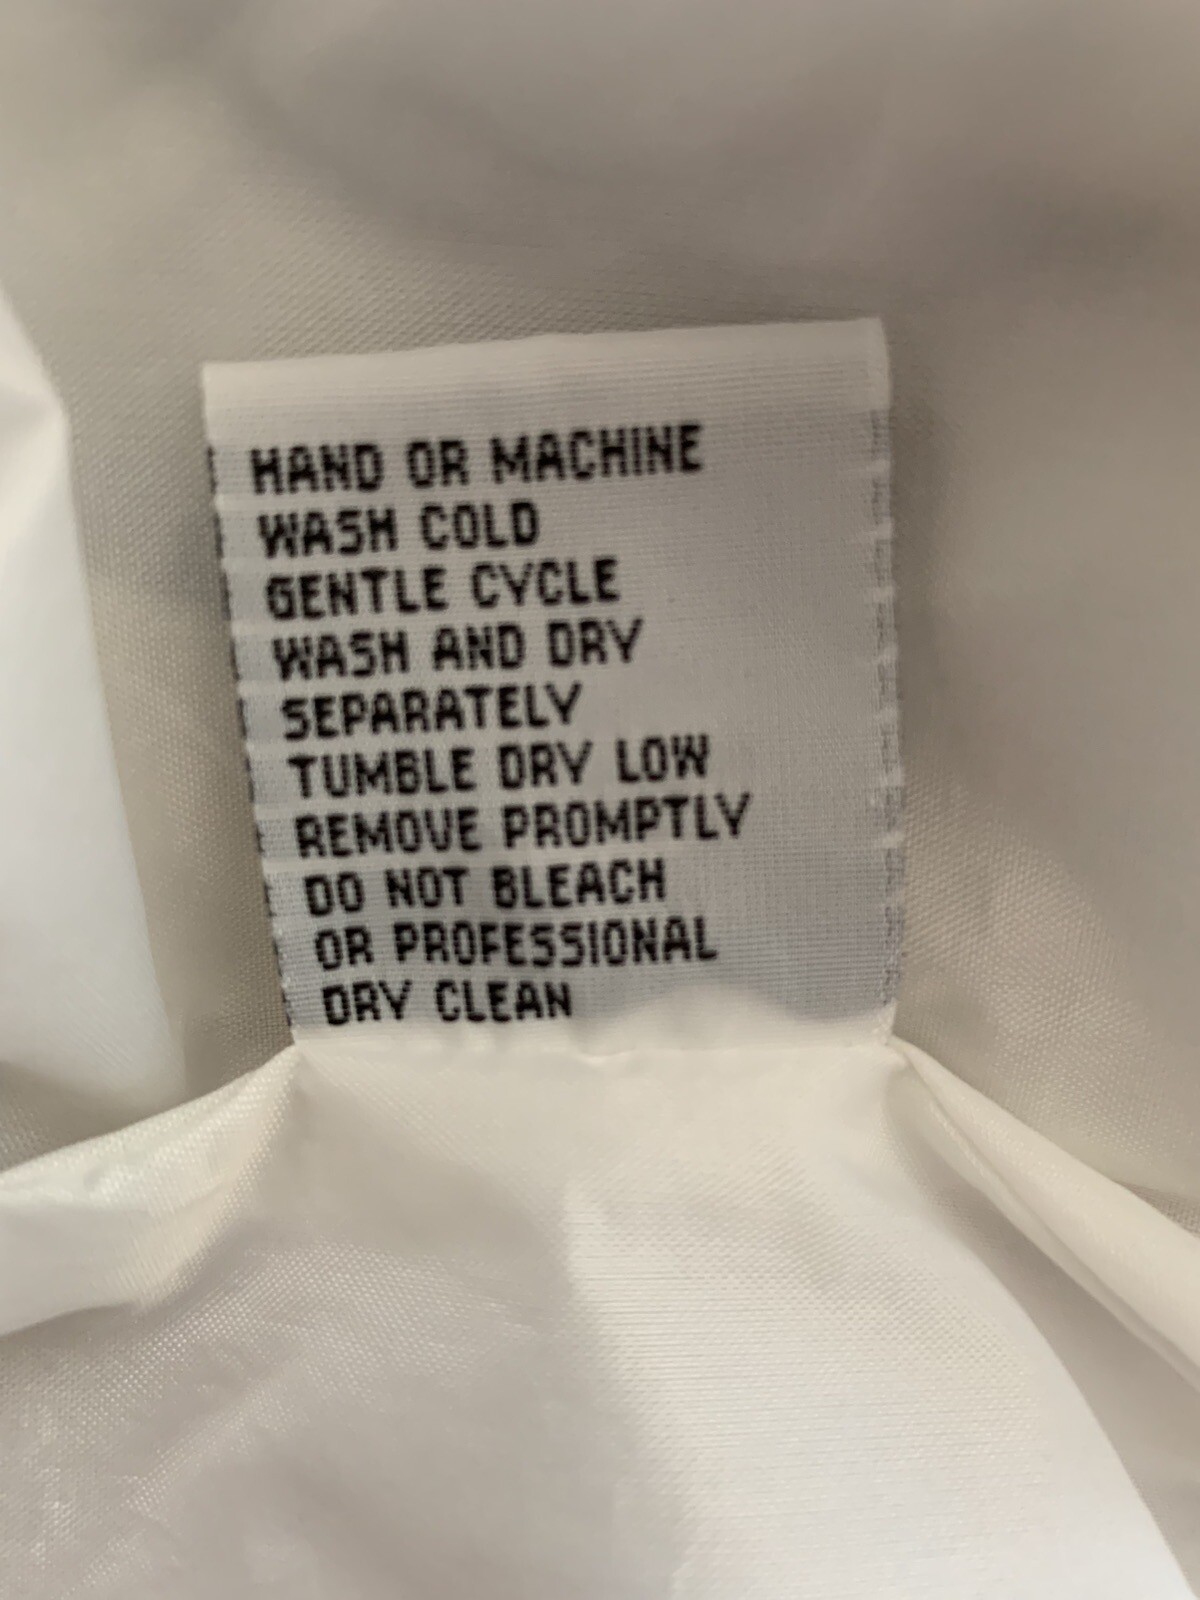 HAND OR MACHINE
WASH COLD
GENTLE CYCLE
WASH AND DRY
SEPARATELY
TUMBLE DRY LOW
REMOVE PROMPTLY
DO NOT BLEACH
OR PROFESSIONAL
DRY CLEAN